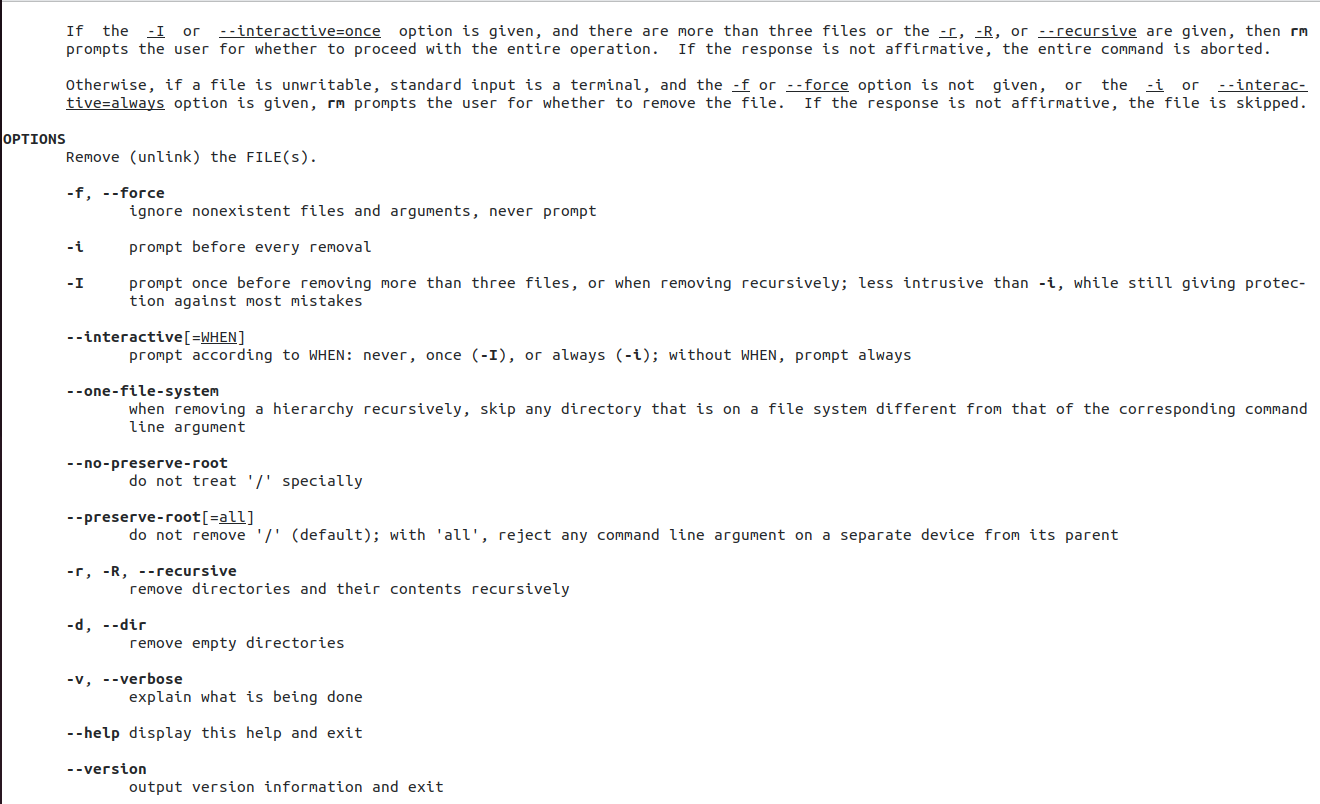 If the -I or --interactive=once option is given, and there are more than three files or the -r, -R, or --recursive are given, then rm
prompts the user for whether to proceed with the entire operation. If the response is not affirmative, the entire command is aborted.
Otherwise, if a file is unwritable, standard input is a terminal, and the -f or --force option is not given, or the -i or --interac-
tive=always option is given, rm prompts the user for whether to remove the file. If the response is not affirmative, the file is skipped.
OPTIONS
Remove (unlink) the FILE(s).
-f, --force
ignore nonexistent files and arguments, never prompt
-i prompt before every removal
-I prompt once before removing more than three files, or when removing recursively; less intrusive than -i, while still giving protec-
tion against most mistakes
--interactive[=WHEN]
prompt according to WHEN: never, once (-I), or always (-i); without WHEN, prompt always
--one-file-system
when removing a hierarchy recursively, skip any directory that is on a file system different from that of the corresponding command
line argument
--no-preserve-root
do not treat '/' specially
--preserve-root[=all]
do not remove '/' (default); with 'all', reject any command line argument on a separate device from its parent
-r, -R, --recursive
remove directories and their contents recursively
-d, --dir
remove empty directories
-v, --verbose
explain what is being done
--help display this help and exit
--version
output version information and exit